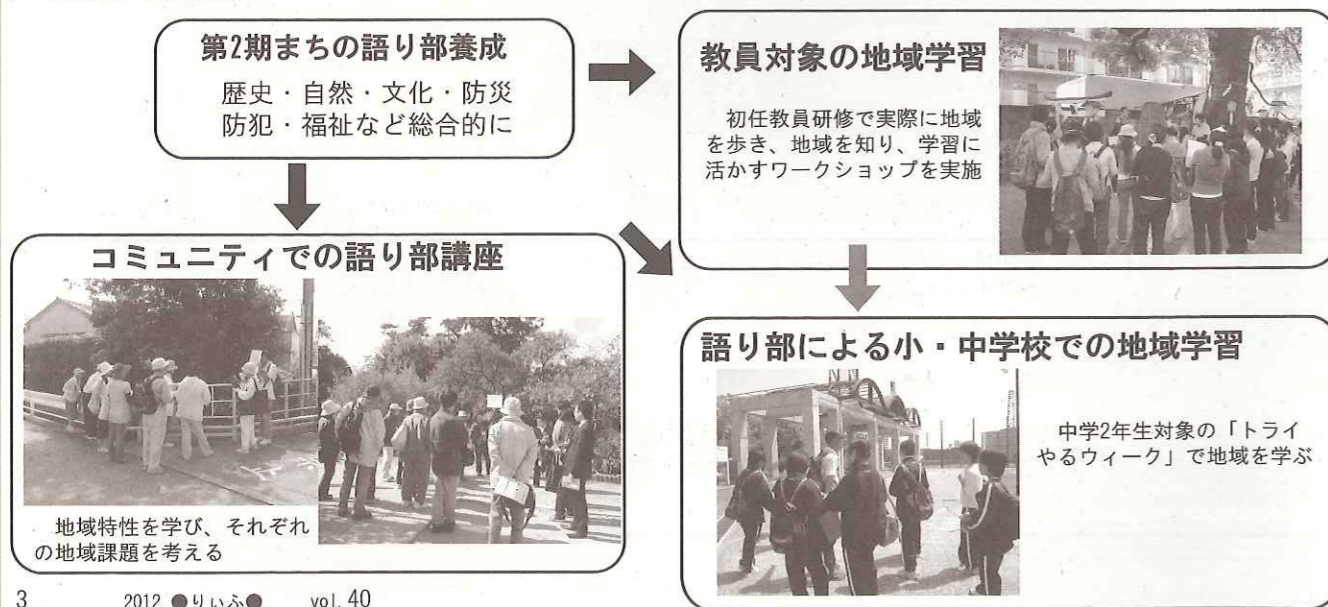 第2期まちの語り部養成
歴史・自然・文化・防災
防犯・福祉など総合的に
教員対象の地域学習
初任教員研修で実際に地域
を歩き、地域を知り、学習に
活かすワークショップを実施
コミュニティでの語り部講座
地域特性を学び、それぞれ
の地域課題を考える
語り部による小・中学校での地域学習
中学2年生対象の「トライ
やるウィーク」で地域を学ぶ
3 2012 ●りぃふ● vol. 40